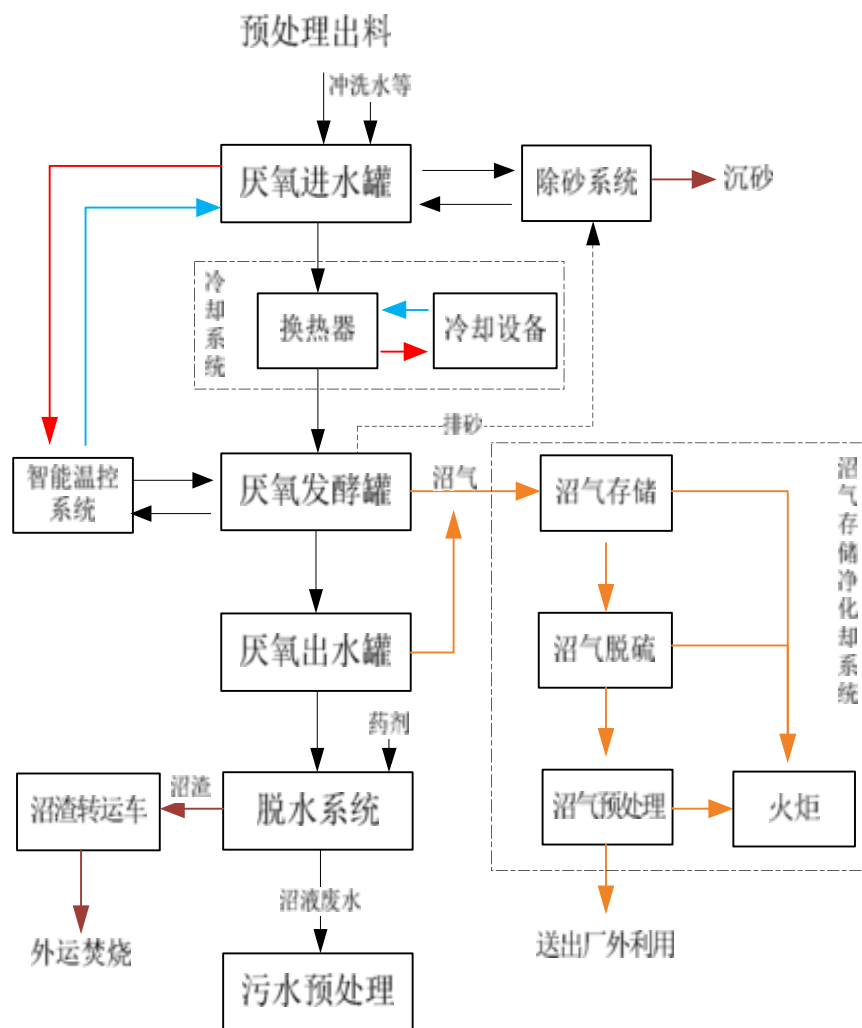 预处理出料
冲洗水等
厌氧进水罐
除砂系统
沉砂
冷却系统
换热器
冷却设备
排砂
智能温控
系统
厌氧发酵罐
沼气
沼气存储
沼气存储净化却系统
厌氧出水罐
沼气脱硫
药剂
沼渣
沼渣转运车
脱水系统
沼气预处理
火炬
沼液废水
外运焚烧
送出厂外利用
污水预处理